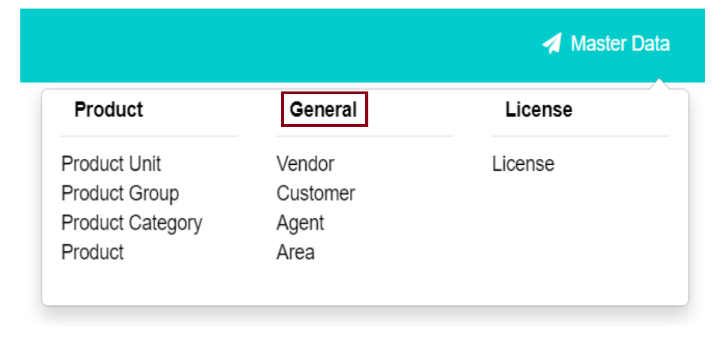 Master Data
Product
General
License
Product Unit
Product Group
Product Category
Product
Vendor
Customer
Agent
Area
License